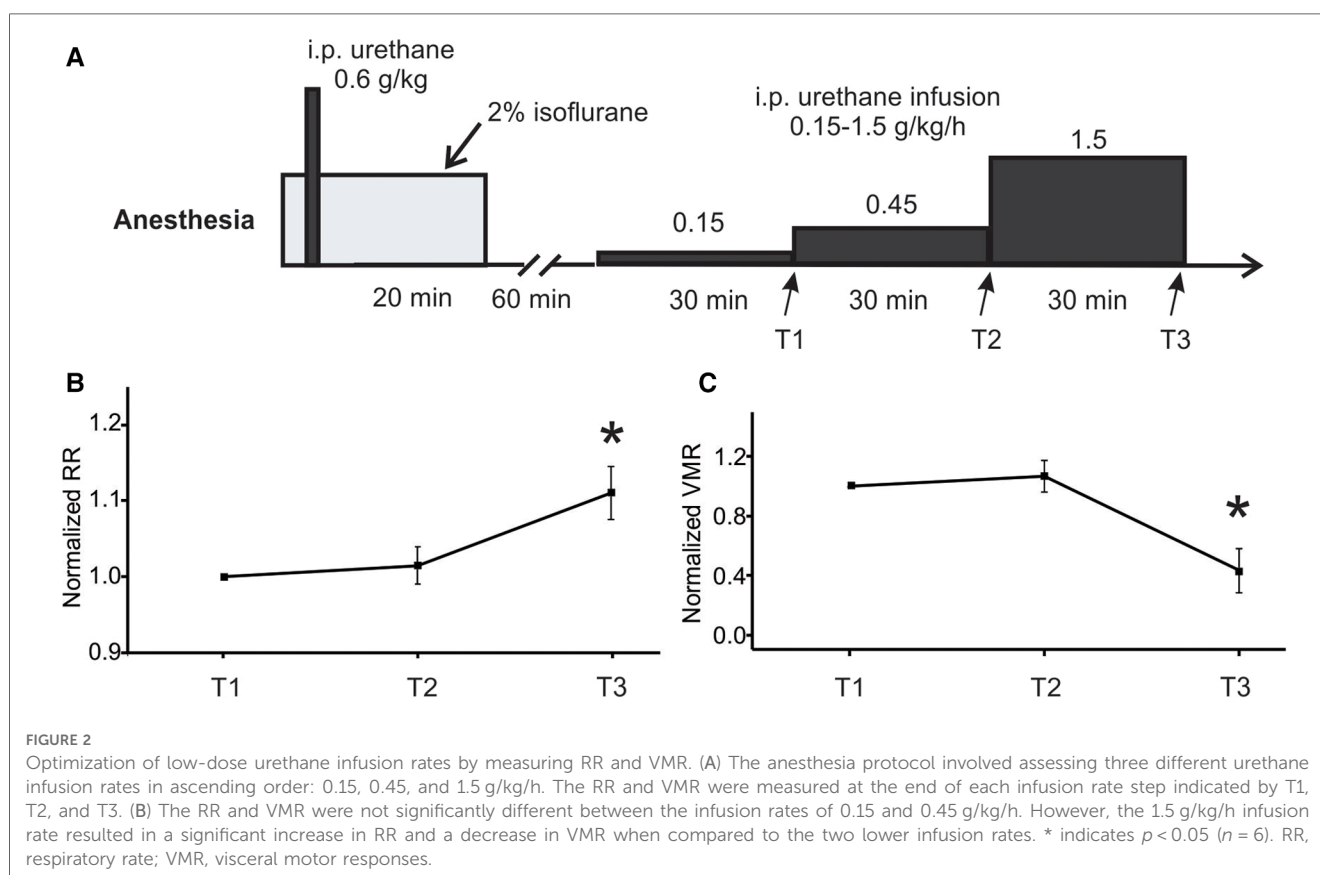 A
i.p. urethane
0.6 g/kg
2% isoflurane
i.p. urethane infusion
0.15-1.5 g/kg/h
Anesthesia
0.15
0.45
1.5
20 min
60 min
30 min
30 min
30 min
T1
T2
T3
B
Normalized RR
1.2
1.1
1.0
0.9
*
T1
T2
T3
C
Normalized VMR
1.2
0.8
0.4
0.0
*
T1
T2
T3
FIGURE 2
Optimization of low-dose urethane infusion rates by measuring RR and VMR. (A) The anesthesia protocol involved assessing three different urethane
infusion rates in ascending order: 0.15, 0.45, and 1.5 g/kg/h. The RR and VMR were measured at the end of each infusion rate step indicated by T1,
T2, and T3. (B) The RR and VMR were not significantly different between the infusion rates of 0.15 and 0.45 g/kg/h. However, the 1.5 g/kg/h infusion
rate resulted in a significant increase in RR and a decrease in VMR when compared to the two lower infusion rates. * indicates p < 0.05 (n = 6). RR,
respiratory rate; VMR, visceral motor responses.